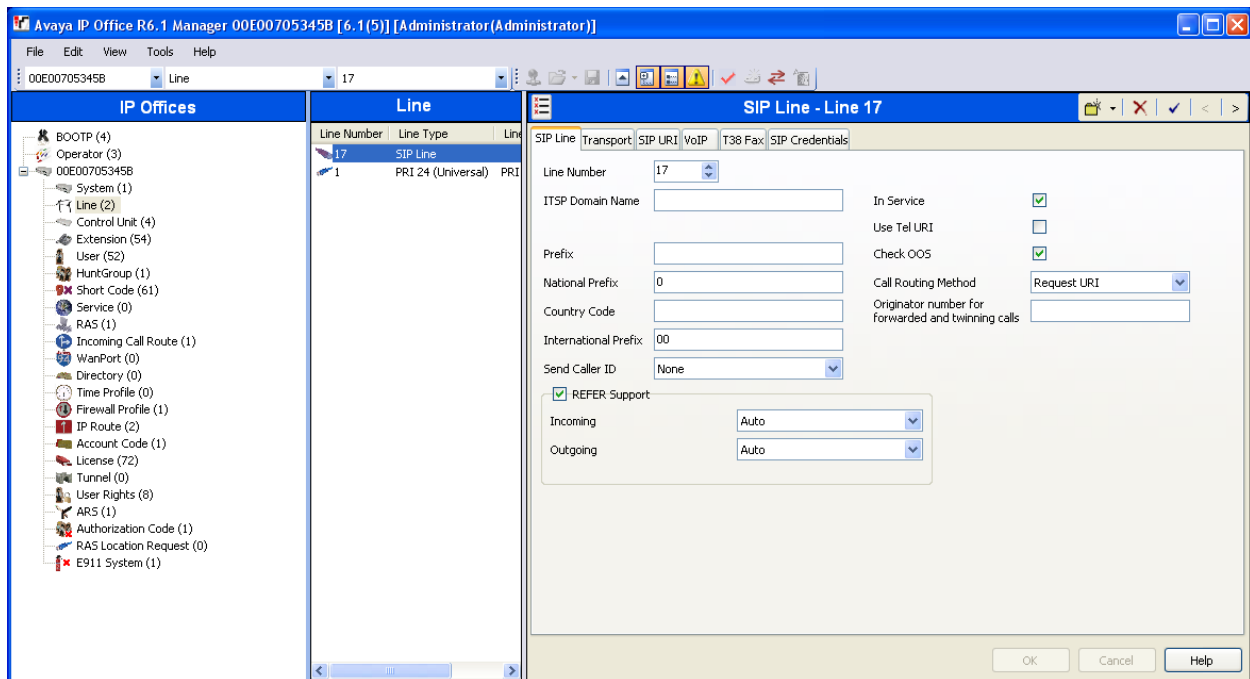 Avaya IP Office R6.1 Manager 00E00705345B [6.1(5)] [Administrator(Administrator)]
File Edit View Tools Help
00E00705345B Line 17
IP Offices
BOOTP (4)
Operator (3)
00E00705345B
System (1)
Line (2)
Control Unit (4)
Extension (54)
User (52)
HuntGroup (1)
Short Code (61)
Service (0)
RAS (1)
Incoming Call Route (1)
WanPort (0)
Directory (0)
Time Profile (0)
Firewall Profile (1)
IP Route (2)
Account Code (1)
License (72)
Tunnel (0)
User Rights (8)
ARS (1)
Authorization Code (1)
RAS Location Request (0)
E911 System (1)
Line
Line Number Line Type Line
17 SIP Line
1 PRI 24 (Universal) PRI
SIP Line - Line 17
SIP Line Transport SIP URI VoIP T38 Fax SIP Credentials
Line Number 17
ITSP Domain Name
In Service
Use Tel URI
Prefix
Check OOS
National Prefix 0
Call Routing Method Request URI
Country Code
Originator number for
forwarded and twinning calls
International Prefix 00
Send Caller ID None
REFER Support
Incoming Auto
Outgoing Auto
OK Cancel Help